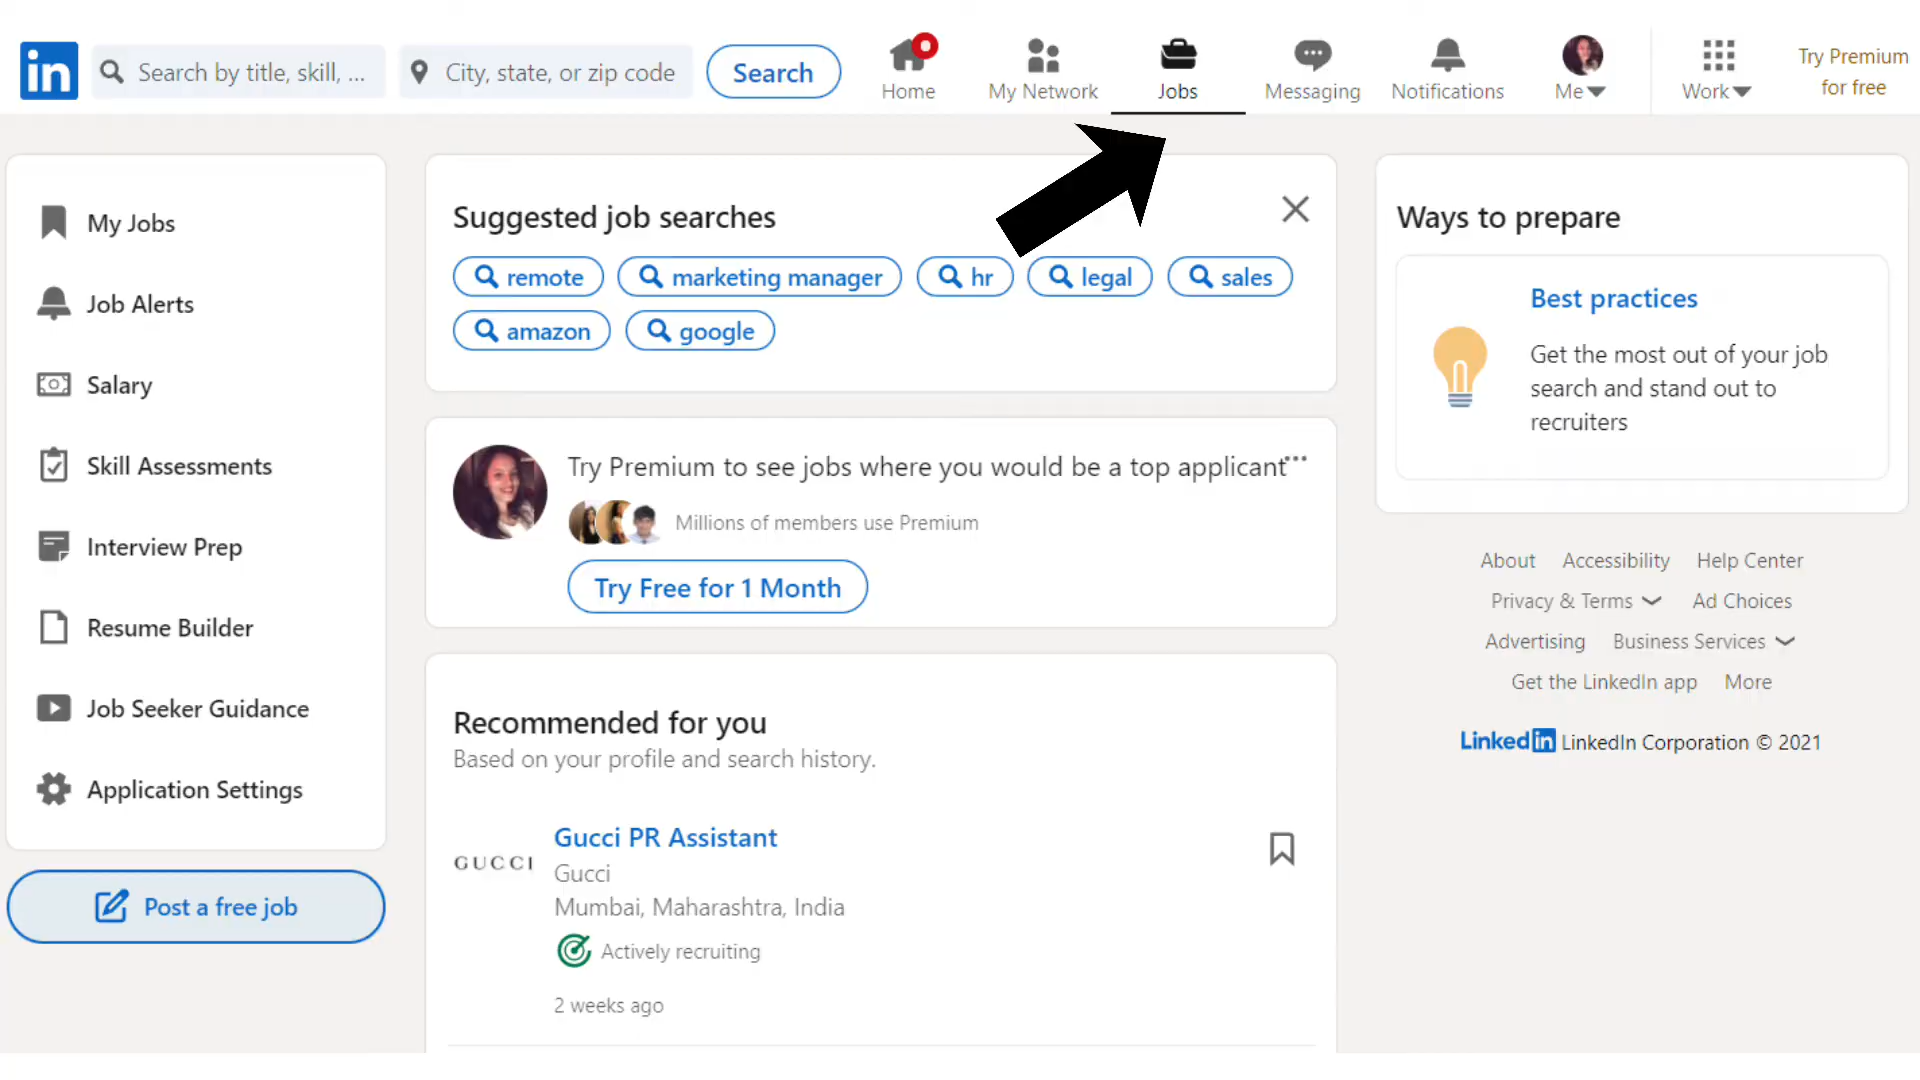 in
Search by title, skill, ...
City, state, or zip code
Search
Home
My Network
Jobs
Messaging
Notifications
Me
Work
Try Premium
for free
My Jobs
Job Alerts
Salary
Skill Assessments
Interview Prep
Resume Builder
Job Seeker Guidance
Application Settings
Post a free job
Suggested job searches
remote
marketing manager
hr
legal
sales
amazon
google
Try Premium to see jobs where you would be a top applicant
Millions of members use Premium
Try Free for 1 Month
Recommended for you
Based on your profile and search history.
GUCCI
Gucci PR Assistant
Gucci
Mumbai, Maharashtra, India
Actively recruiting
2 weeks ago
Ways to prepare
Best practices
Get the most out of your job
search and stand out to
recruiters
About Accessibility Help Center
Privacy & Terms Ad Choices
Advertising Business Services
Get the LinkedIn app More
LinkedIn LinkedIn Corporation © 2021